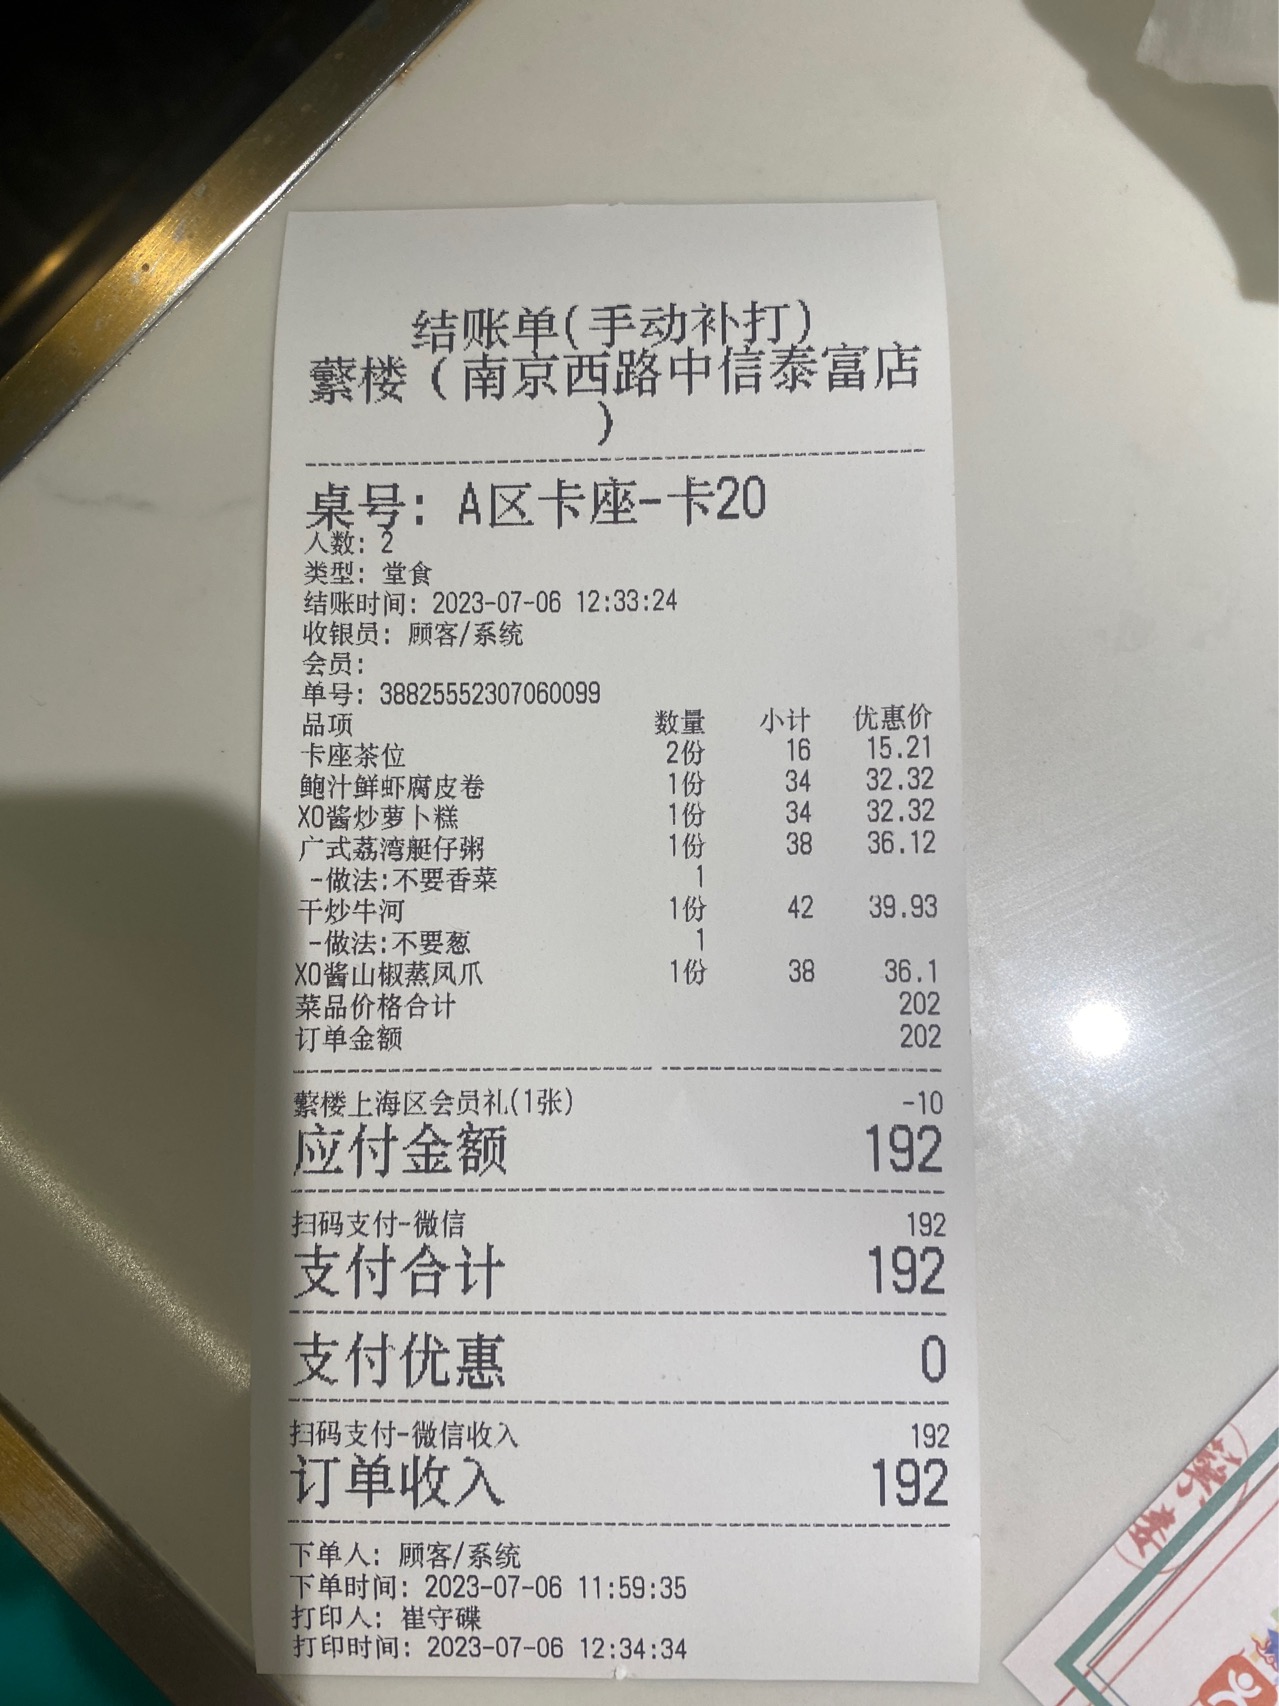 结账单(手动补打)
蘩楼（南京西路中信泰富店
）
桌号: A区卡座-卡20
人数: 2
类型: 堂食
结账时间: 2023-07-06 12:33:24
收银员: 顾客/系统
会员:
单号: 38825552307060099
品项 数量 小计 优惠价
卡座茶位 2份 16 15.21
鲍汁鲜虾腐皮卷 1份 34 32.32
XO酱炒萝卜糕 1份 34 32.32
广式荔湾艇仔粥 1份 38 36.12
-做法:不要香菜 1
干炒牛河 1份 42 39.93
-做法:不要葱 1
XO酱山椒蒸凤爪 1份 38 36.1
菜品价格合计 202
订单金额 202
蘩楼上海区会员礼(1张) -10
应付金额 192
扫码支付-微信 192
支付合计 192
支付优惠 0
扫码支付-微信收入 192
订单收入 192
下单人: 顾客/系统
下单时间: 2023-07-06 11:59:35
打印人: 崔守碟
打印时间: 2023-07-06 12:34:34